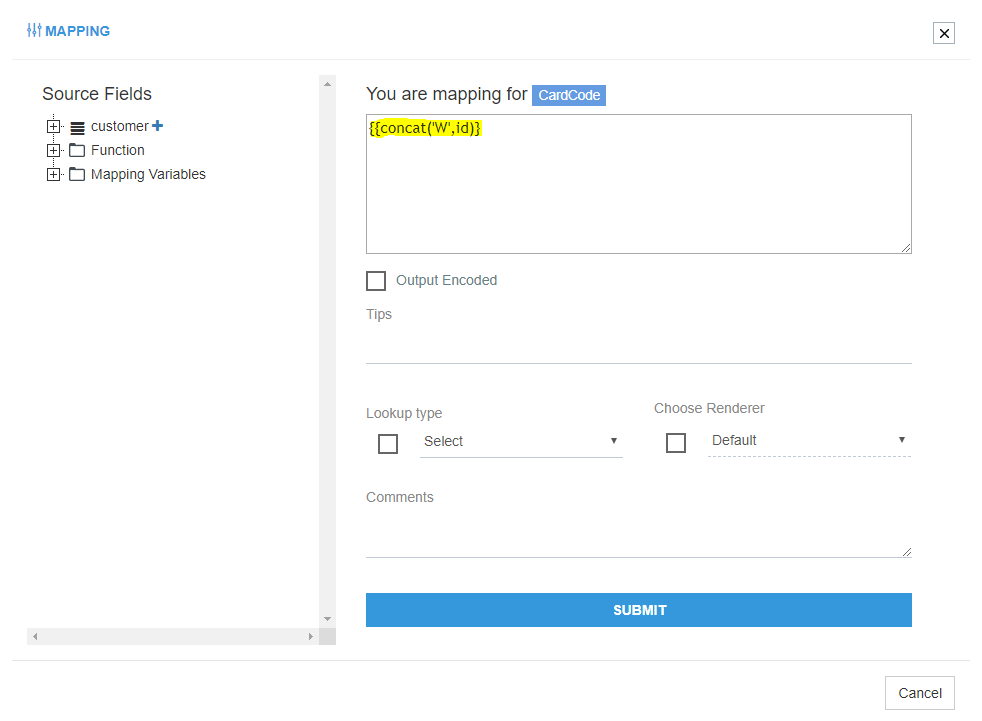 MAPPING
Source Fields
customer
Function
Mapping Variables
You are mapping for CardCode
{{concat('W',id)}
Output Encoded
Tips
Lookup type
Select
Choose Renderer
Default
Comments
SUBMIT
Cancel